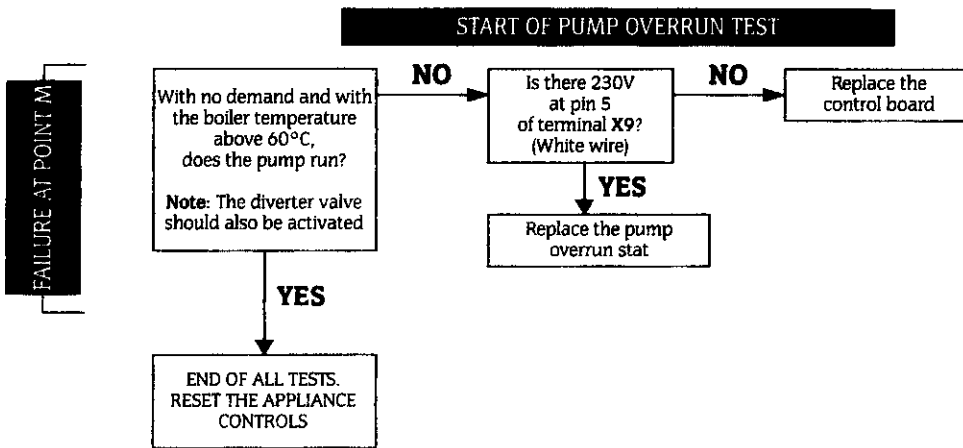 START OF PUMP OVERRUN TEST
FAILURE AT POINT M
With no demand and with
the boiler temperature
above 60°C,
does the pump run?
Note: The diverter valve
should also be activated
NO
Is there 230V
at pin 5
of terminal X9?
(White wire)
NO
Replace the
control board
YES
Replace the pump
overrun stat
YES
END OF ALL TESTS.
RESET THE APPLIANCE
CONTROLS